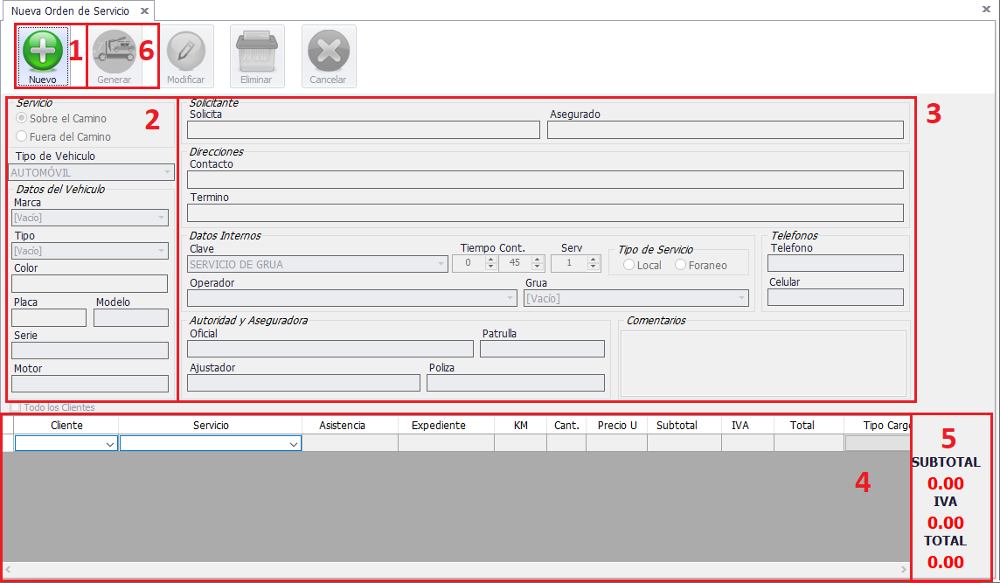 Nueva Orden de Servicio
1
6
Nuevo
Generar
Modificar
Eliminar
Cancelar
Servicio
2
Sobre el Camino
Fuera del Camino
Tipo de Vehiculo
AUTOMÓVIL
Datos del Vehiculo
Marca
[Vacío]
Tipo
[Vacío]
Color
Placa Modelo
Serie
Motor
Solicitante
3
Solicita Asegurado
Direcciones
Contacto
Termino
Datos Internos
Clave Tiempo Cont. Serv
SERVICIO DE GRUA 0 45 1
Tipo de Servicio
Local Foraneo
Operador Grua
[Vacío]
Telefonos
Telefono
Celular
Autoridad y Aseguradora
Oficial Patrulla
Ajustador Poliza
Comentarios
Todo los Clientes
Cliente Servicio Asistencia Expediente KM Cant. Precio U Subtotal IVA Total Tipo Cargo
4
5
SUBTOTAL
0.00
IVA
0.00
TOTAL
0.00